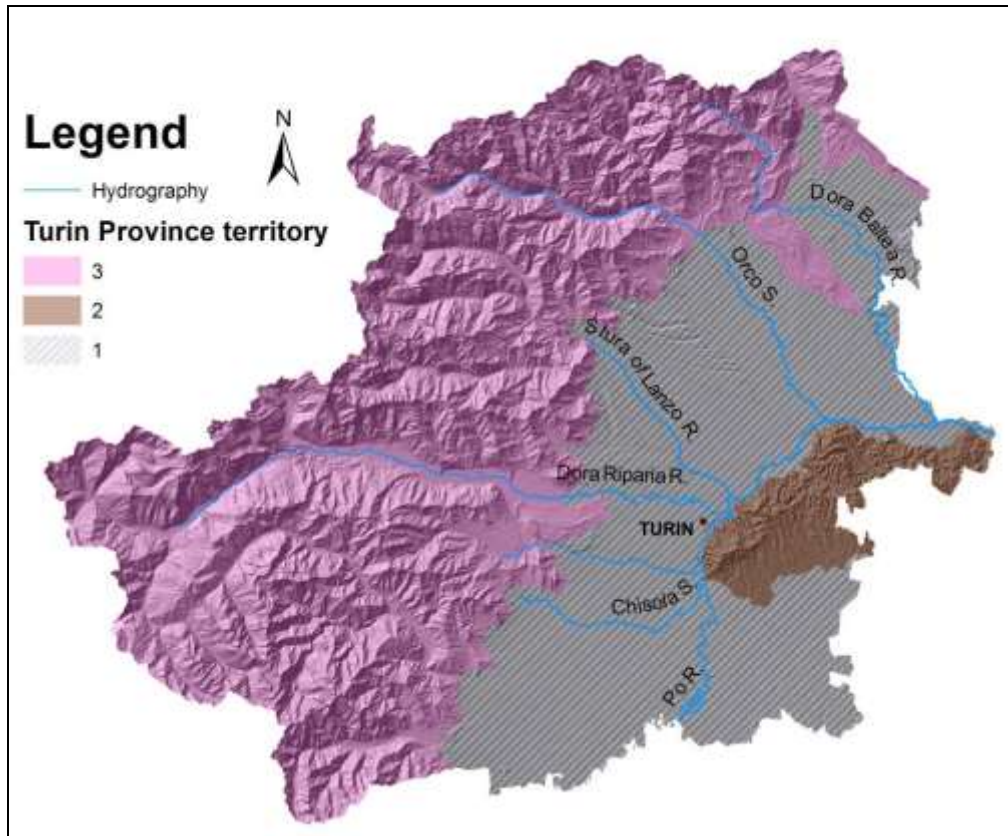 Legend
N
Hydrography
Turin Province territory
3
2
1
Dora Baltea R.
Orco S.
Stura of Lanzo R.
Dora Riparia R.
TURIN
Chisola S.
Po R.